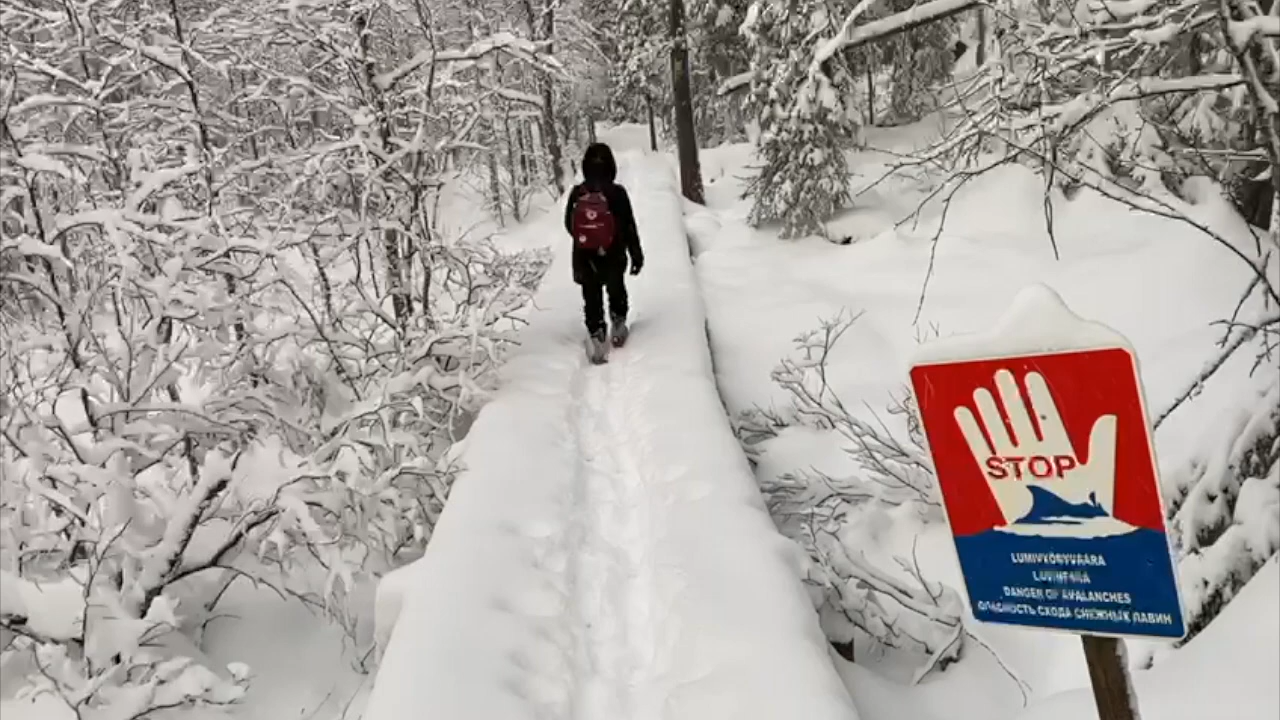 STOP
LUMIVYÖRYVAARA
LAVINFARA
DANGER OF AVALANCHES
ОПАСНОСТЬ СХОДА СНЕЖНЫХ ЛАВИН